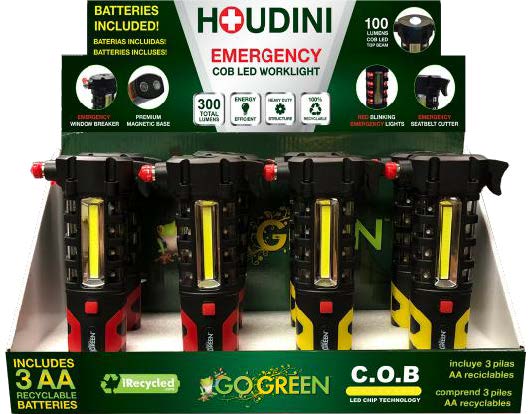 BATTERIES
INCLUDED!
BATERIAS INCLUIDAS!
BATTERIES INCLUSES!
HOUDINI
EMERGENCY
COB LED WORKLIGHT
100
LUMENS
COB LED
TOP BEAM
300
TOTAL
LUMENS
ENERGY
EFFICIENT
HEAVY DUTY
STRUCTURE
100%
RECYCLABLE
EMERGENCY
WINDOW BREAKER
PREMIUM
MAGNETIC BASE
RED BLINKING
EMERGENCY LIGHTS
EMERGENCY
SEATBELT CUTTER
GOGREEN
INCLUDES
3 AA
RECYCLABLE
BATTERIES
iRecycled
GOGREEN
C.O.B
LED CHIP TECHNOLOGY
incluye 3 pilas
AA reciclables
comprend 3 piles
AA recyclables